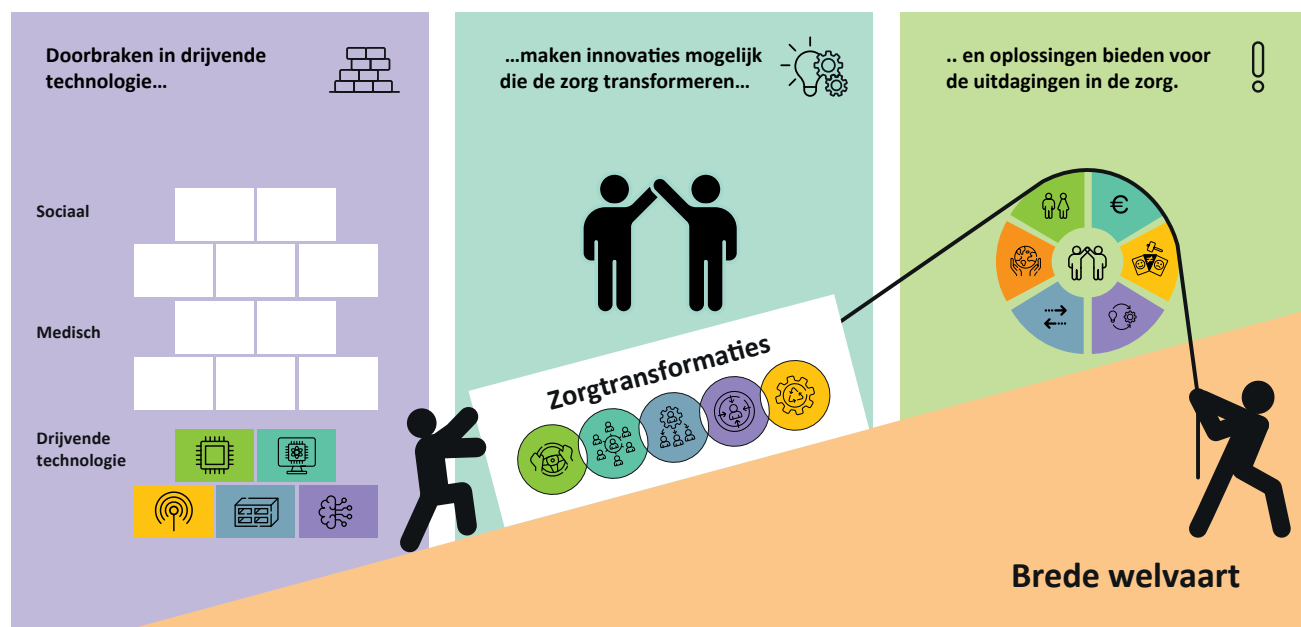 Doorbraken in drijvende
technologie...
...maken innovaties mogelijk
die de zorg transformeren...
.. en oplossingen bieden voor
de uitdagingen in de zorg.
Sociaal
Medisch
Drijvende
technologie
Zorgtransformaties
€
Brede welvaart